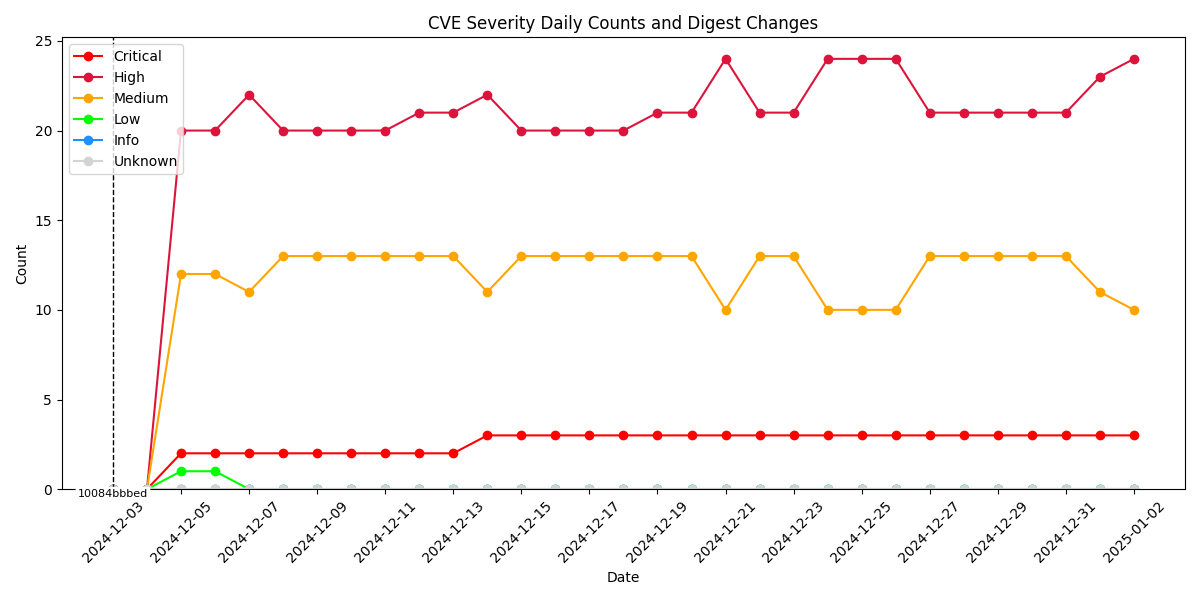 CVE Severity Daily Counts and Digest Changes
25
20
15
10
5
0
Count
Critical
High
Medium
Low
Info
Unknown
10084bbbed
2024-12-03
2024-12-05
2024-12-07
2024-12-09
2024-12-11
2024-12-13
2024-12-15
2024-12-17
2024-12-19
2024-12-21
2024-12-23
2024-12-25
2024-12-27
2024-12-29
2024-12-31
2025-01-02
Date